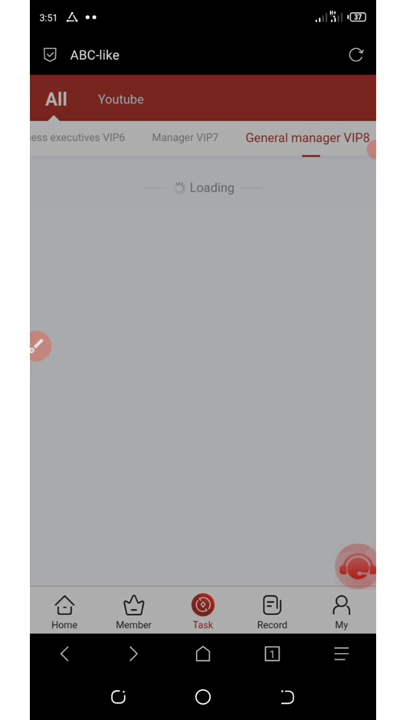 3:51 37
ABC-like
All Youtube
ess executives VIP6 Manager VIP7 General manager VIP8
Loading
Home Member Task Record My
1